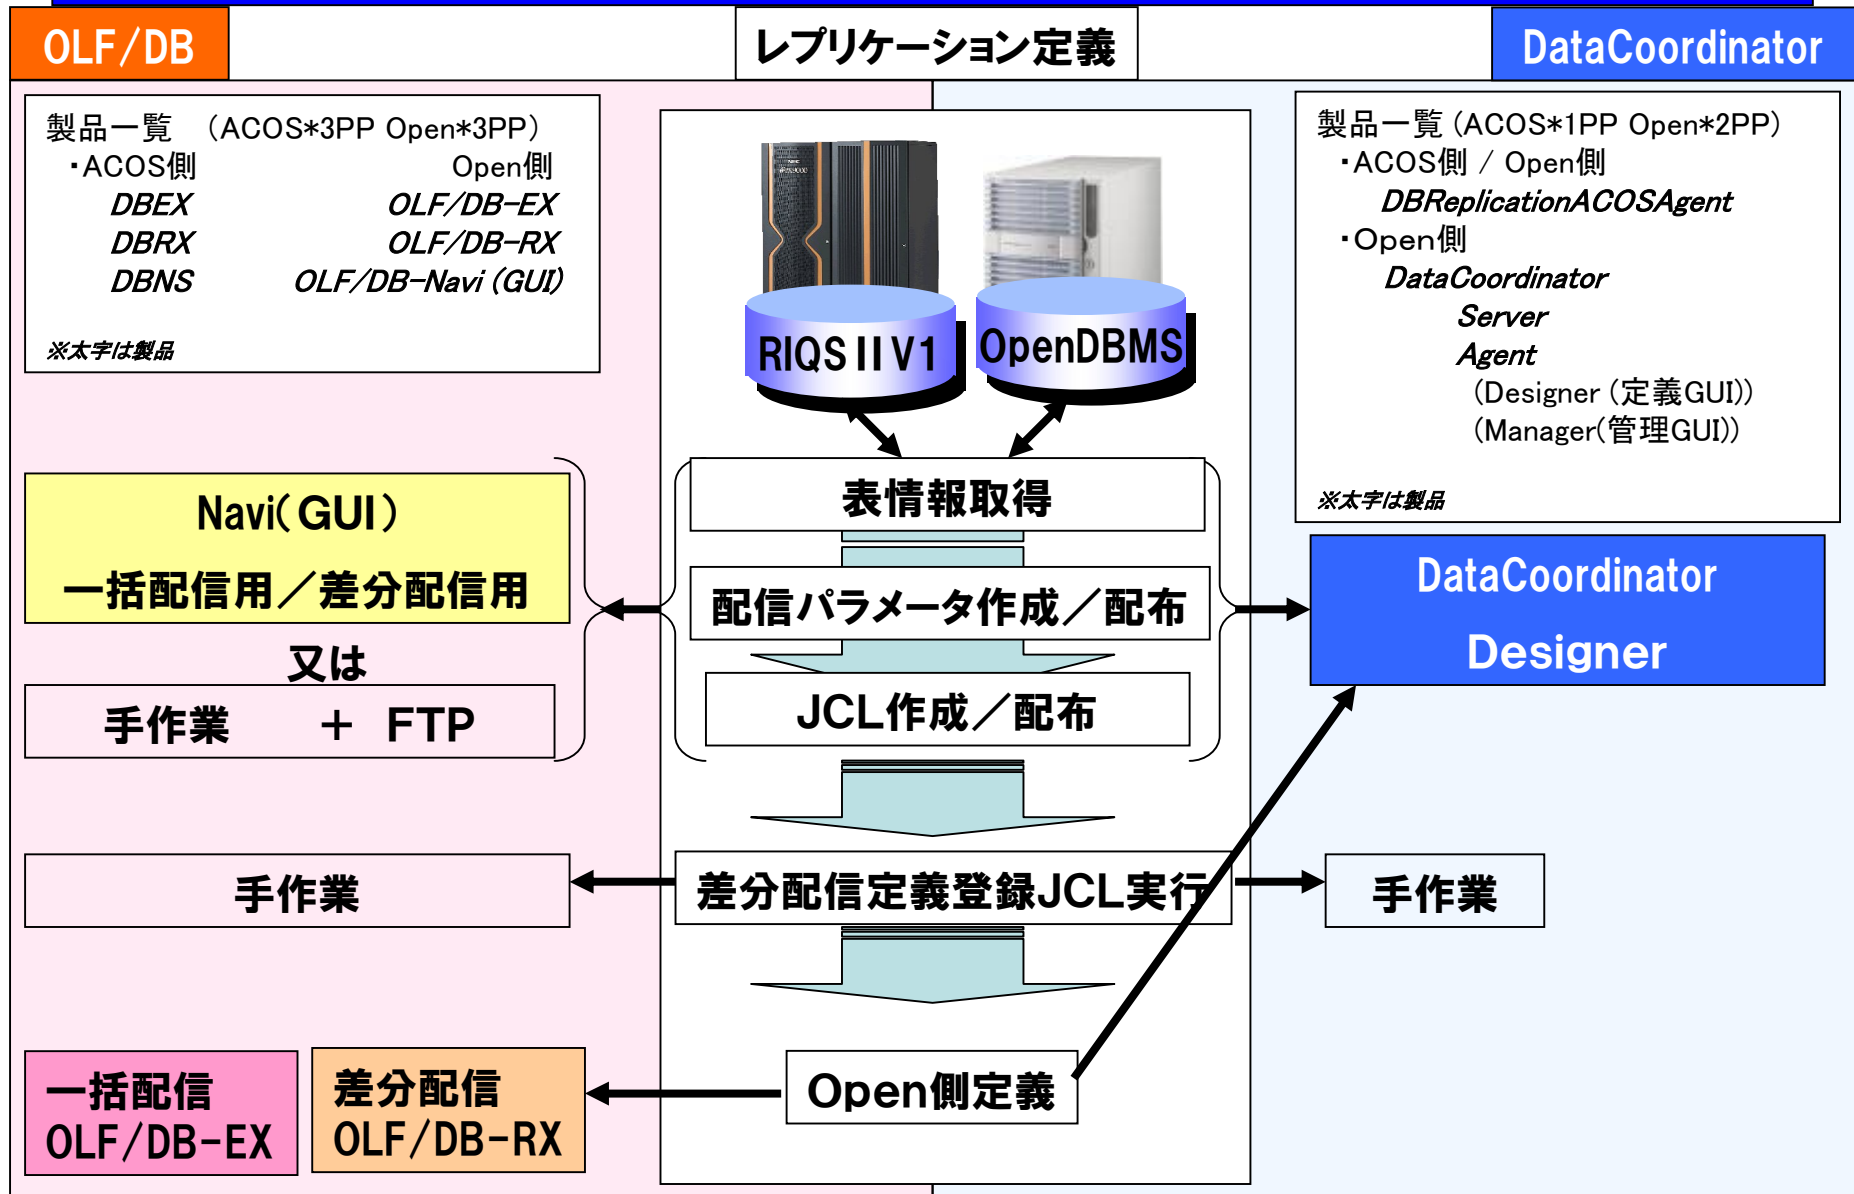 OLF/DB
レプリケーション定義
DataCoordinator
製品一覧 （ACOS*3PP Open*3PP）
・ACOS側 Open側
DBEX OLF/DB-EX
DBRX OLF/DB-RX
DBNS OLF/DB-Navi（GUI）
※太字は製品
製品一覧（ACOS*1PP Open*2PP）
・ACOS側 / Open側
DBReplicationACOSAgent
・Open側
DataCoordinator
Server
Agent
（Designer（定義GUI））
（Manager(管理GUI)）
※太字は製品
RIQSⅡV1
OpenDBMS
表情報取得
配信パラメータ作成／配布
JCL作成／配布
Navi（GUI）
一括配信用／差分配信用
又は
手作業 ＋ FTP
DataCoordinator
Designer
手作業
差分配信定義登録JCL実行
手作業
一括配信
OLF/DB-EX
差分配信
OLF/DB-RX
Open側定義